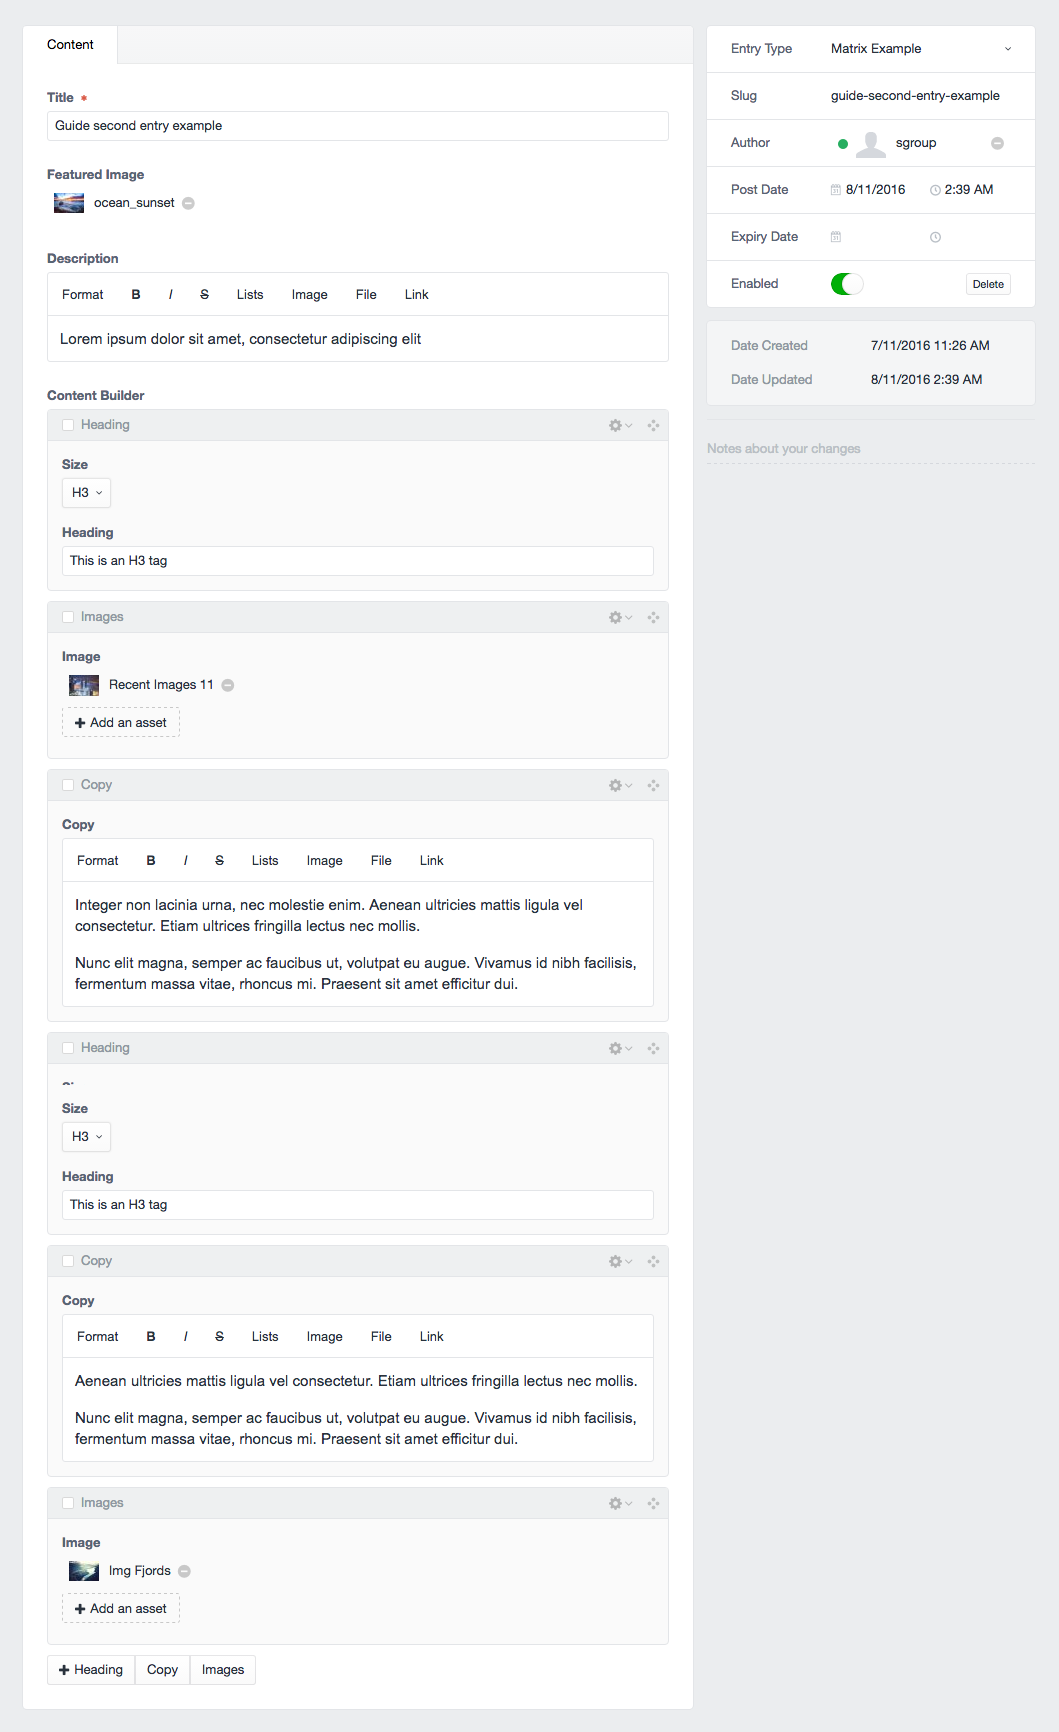 Content
Title *
Guide second entry example
Featured Image
ocean_sunset
Description
Format B I S Lists Image File Link
Lorem ipsum dolor sit amet, consectetur adipiscing elit
Content Builder
Heading
Size
H3
Heading
This is an H3 tag
Images
Image
Recent Images 11
Add an asset
Copy
Copy
Format B I S Lists Image File Link
Integer non lacinia urna, nec molestie enim. Aenean ultricies mattis ligula vel
consectetur. Etiam ultrices fringilla lectus nec mollis.
Nunc elit magna, semper ac faucibus ut, volutpat eu augue. Vivamus id nibh facilisis,
fermentum massa vitae, rhoncus mi. Praesent sit amet efficitur dui.
Heading
Size
H3
Heading
This is an H3 tag
Copy
Copy
Format B I S Lists Image File Link
Aenean ultricies mattis ligula vel consectetur. Etiam ultrices fringilla lectus nec mollis.
Nunc elit magna, semper ac faucibus ut, volutpat eu augue. Vivamus id nibh facilisis,
fermentum massa vitae, rhoncus mi. Praesent sit amet efficitur dui.
Images
Image
Img Fjords
Add an asset
Heading Copy Images
Entry Type Matrix Example
Slug guide-second-entry-example
Author sgroup
Post Date 8/11/2016 2:39 AM
Expiry Date
Enabled Delete
Date Created 7/11/2016 11:26 AM
Date Updated 8/11/2016 2:39 AM
Notes about your changes